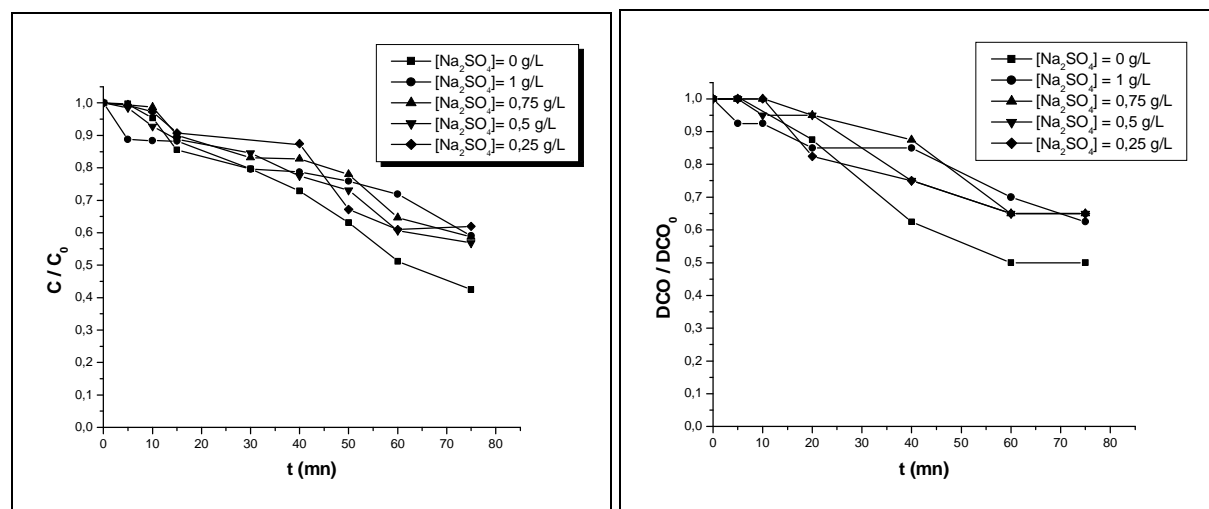 [Na₂SO₄]= 0 g/L
[Na₂SO₄]= 1 g/L
[Na₂SO₄]= 0,75 g/L
[Na₂SO₄]= 0,5 g/L
[Na₂SO₄]= 0,25 g/L
1,0
0,9
0,8
0,7
0,6
0,5
0,4
0,3
0,2
0,1
0,0
C / C₀
0 10 20 30 40 50 60 70 80
t (mn)
[Na₂SO₄] = 0 g/L
[Na₂SO₄] = 1 g/L
[Na₂SO₄] = 0,75 g/L
[Na₂SO₄] = 0,5 g/L
[Na₂SO₄] = 0,25 g/L
1,0
0,9
0,8
0,7
0,6
0,5
0,4
0,3
0,2
0,1
0,0
DCO / DCO₀
0 10 20 30 40 50 60 70 80
t (mn)